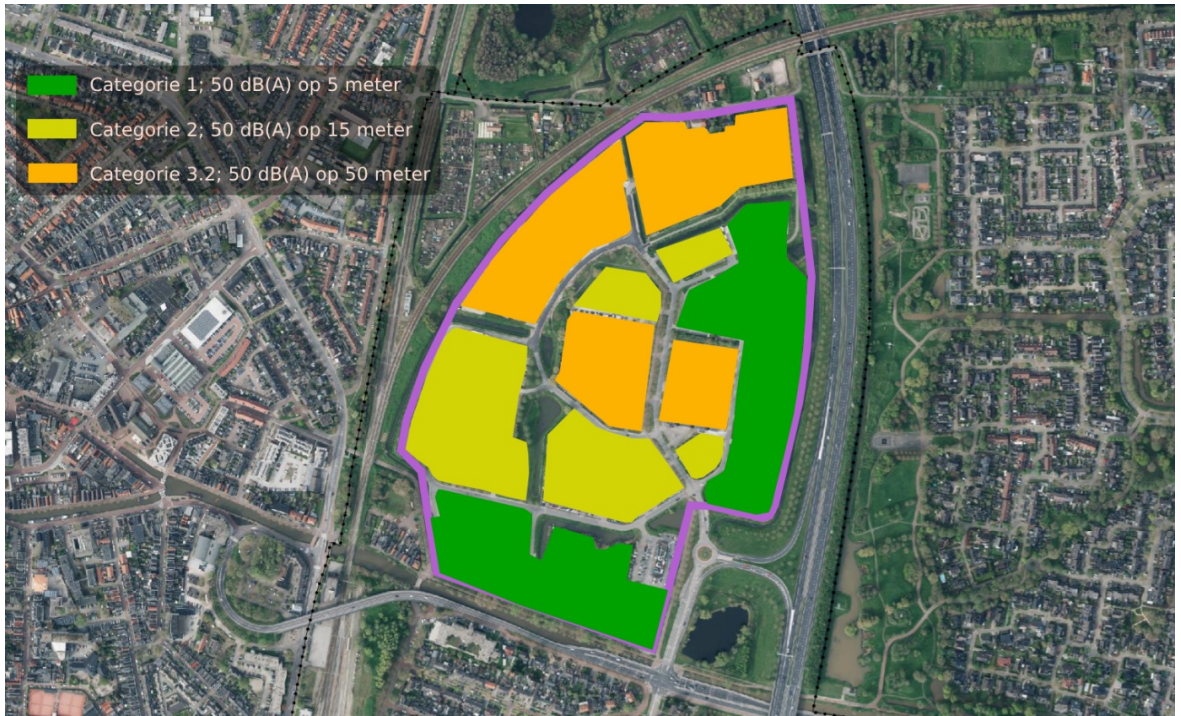 Categorie 1; 50 dB(A) op 5 meter
Categorie 2; 50 dB(A) op 15 meter
Categorie 3.2; 50 dB(A) op 50 meter